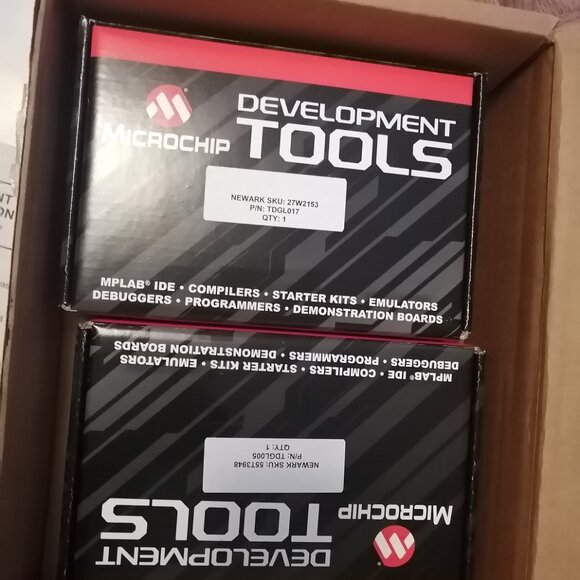 DEVELOPMENT
TOOLS
MICROCHIP
NEWARK SKU: 27W2153
P/N: TDGL017
QTY: 1
MPLAB® IDE • COMPILERS • STARTER KITS • EMULATORS
DEBUGGERS • PROGRAMMERS • DEMONSTRATION BOARDS
DEVELOPMENT
TOOLS
MICROCHIP
NEWARK SKU: 55T3948
P/N: TDGL005
QTY: 1
MPLAB® IDE • COMPILERS • STARTER KITS • EMULATORS
DEBUGGERS • PROGRAMMERS • DEMONSTRATION BOARDS